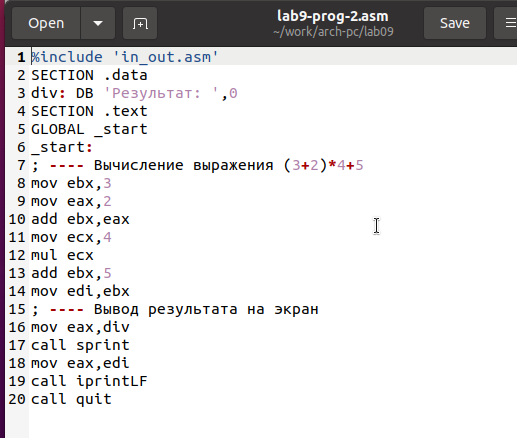 Open
lab9-prog-2.asm
~/work/arch-pc/lab09
Save
1 %include 'in_out.asm'
2 SECTION .data
3 div: DB 'Результат: ',0
4 SECTION .text
5 GLOBAL _start
6 _start:
7 ; ---- Вычисление выражения (3+2)*4+5
8 mov ebx,3
9 mov eax,2
10 add ebx,eax
11 mov ecx,4
12 mul ecx
13 add ebx,5
14 mov edi,ebx
15 ; ---- Вывод результата на экран
16 mov eax,div
17 call sprint
18 mov eax,edi
19 call iprintLF
20 call quit